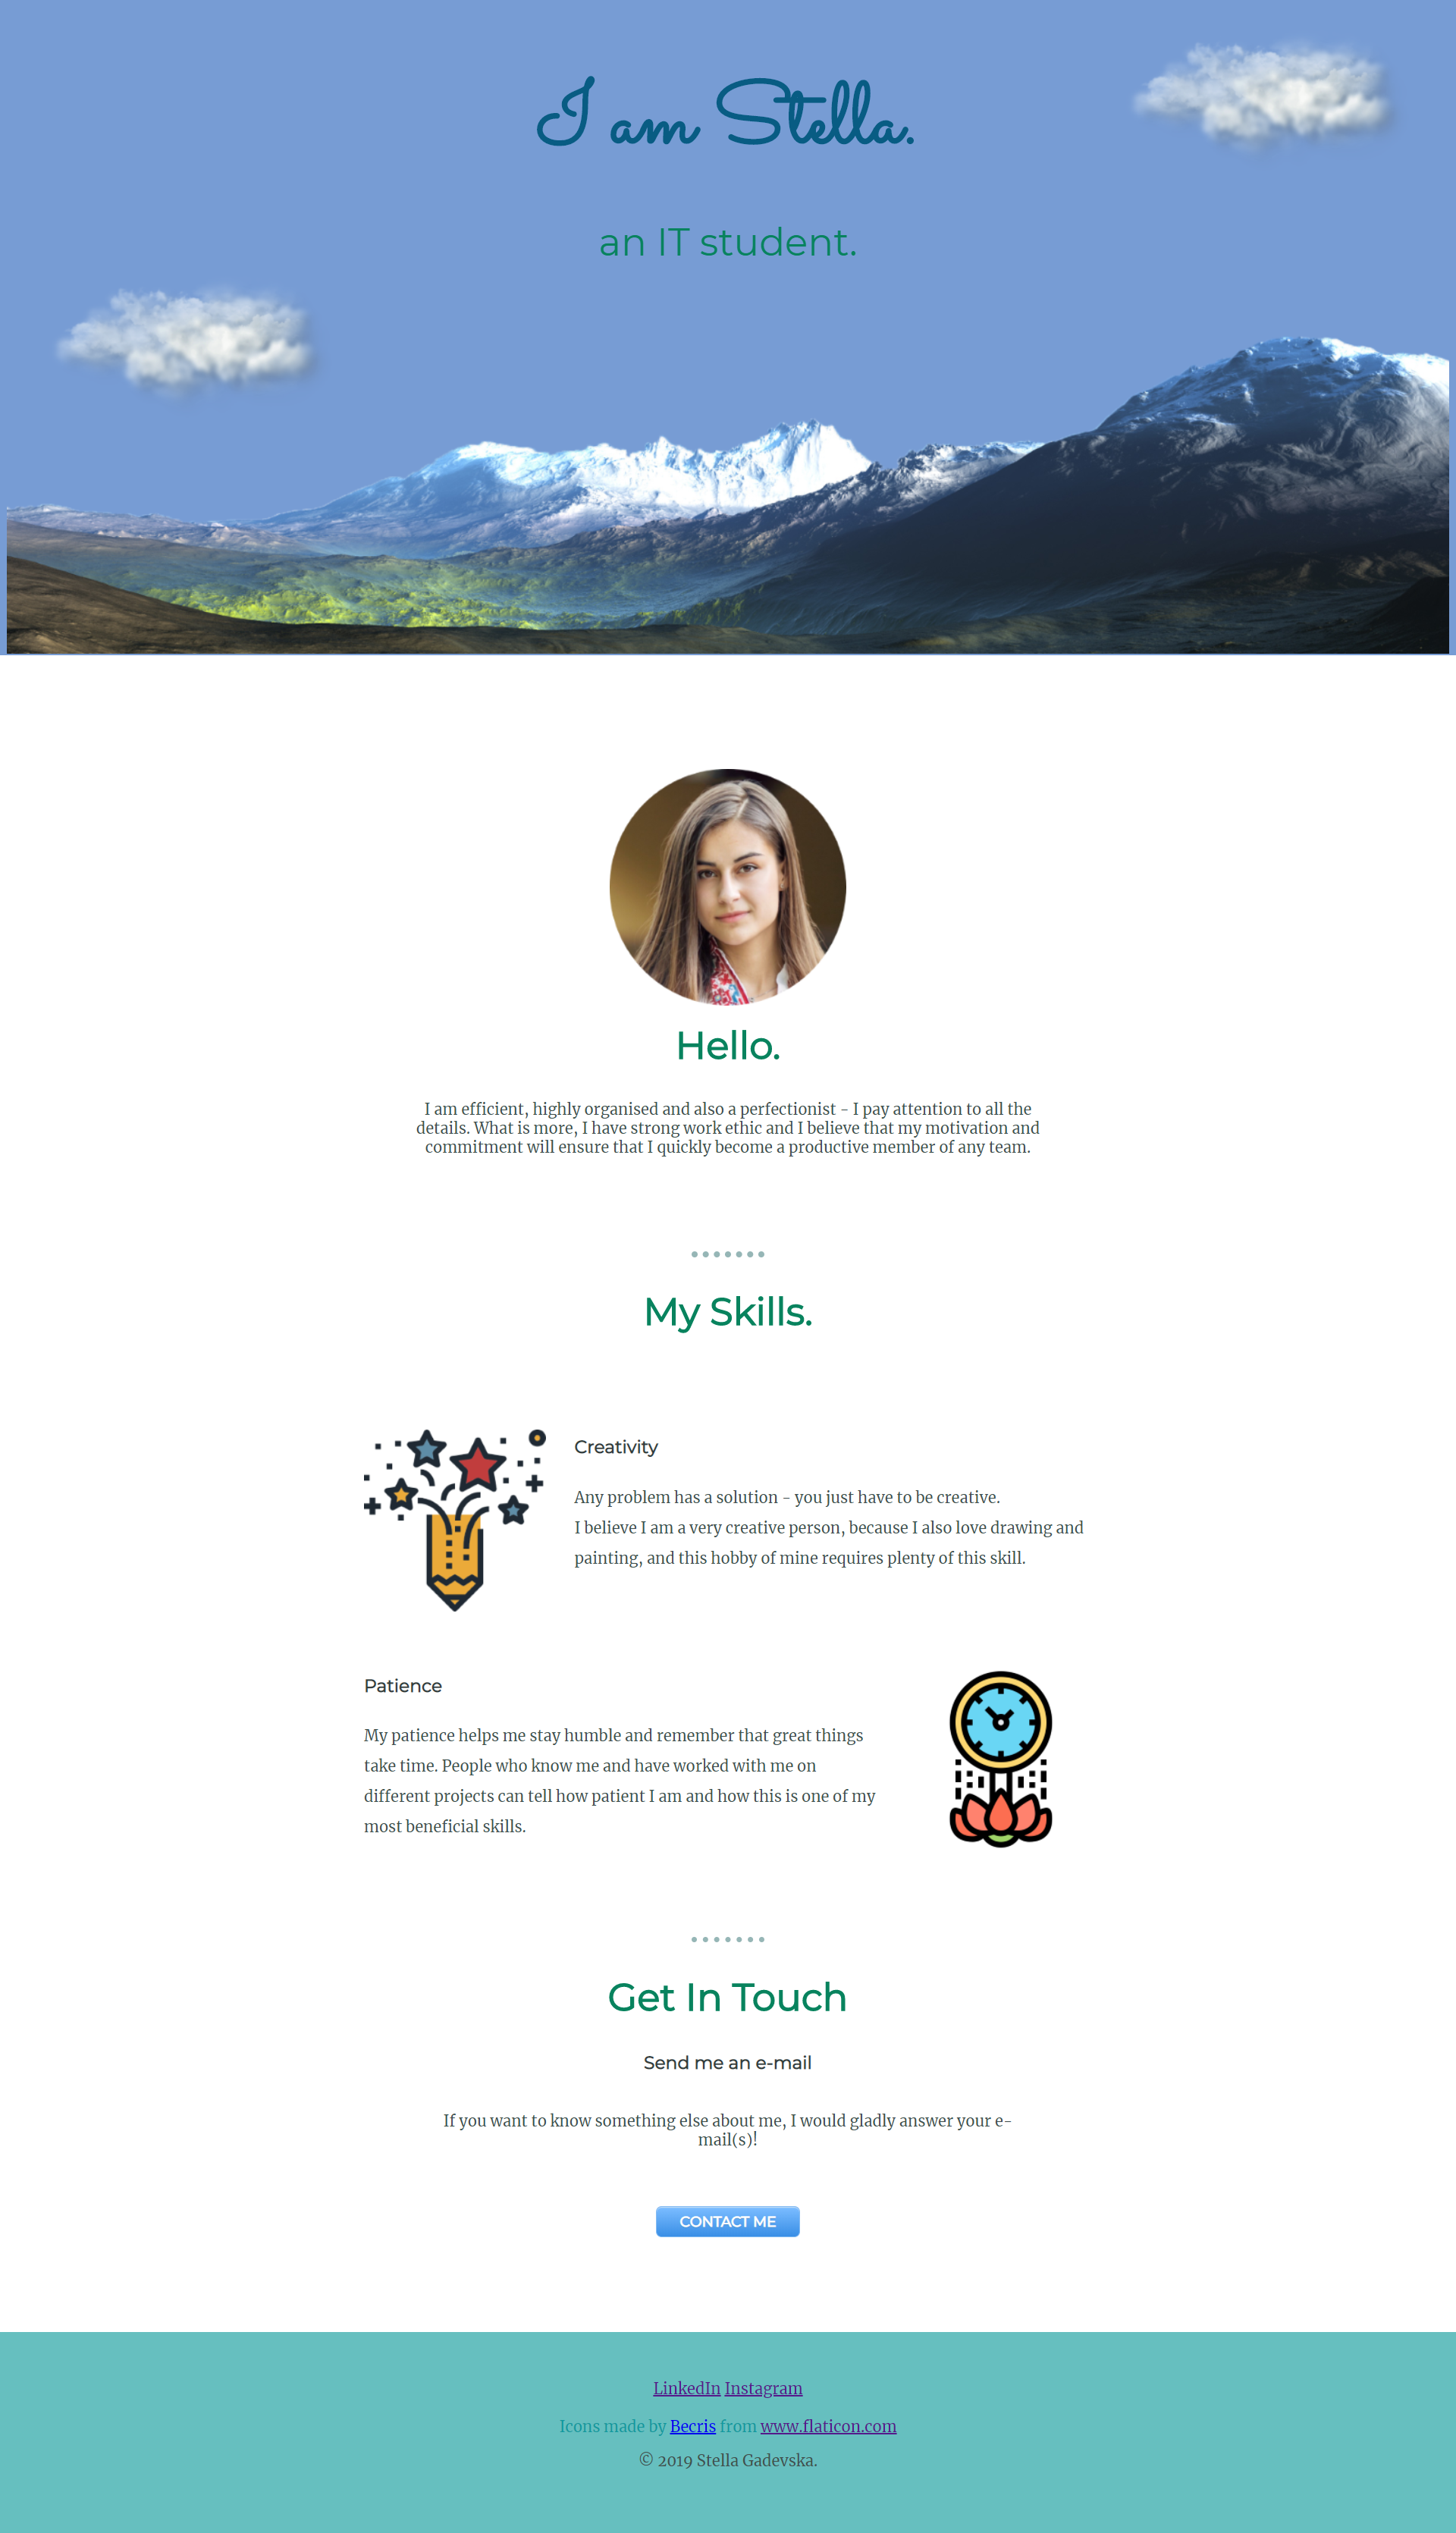 I am Stella.
an IT student.
Hello.
I am efficient, highly organised and also a perfectionist - I pay attention to all the
details. What is more, I have strong work ethic and I believe that my motivation and
commitment will ensure that I quickly become a productive member of any team.
My Skills.
Creativity
Any problem has a solution - you just have to be creative.
I believe I am a very creative person, because I also love drawing and
painting, and this hobby of mine requires plenty of this skill.
Patience
My patience helps me stay humble and remember that great things
take time. People who know me and have worked with me on
different projects can tell how patient I am and how this is one of my
most beneficial skills.
Get In Touch
Send me an e-mail
If you want to know something else about me, I would gladly answer your e-
mail(s)!
CONTACT ME
LinkedIn Instagram
Icons made by Becris from www.flaticon.com
© 2019 Stella Gadevska.